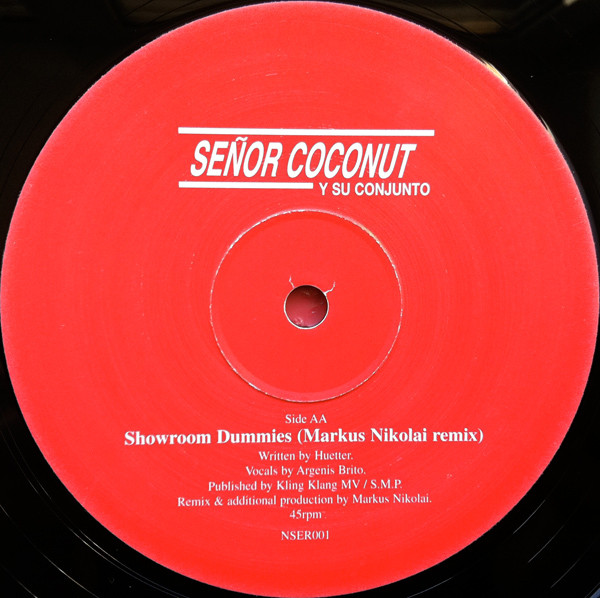 SEÑOR COCONUT
Y SU CONJUNTO
Side AA
Showroom Dummies (Markus Nikolai remix)
Written by Huetter.
Vocals by Argenis Brito.
Published by Kling Klang MV / S.M.P.
Remix & additional production by Markus Nikolai.
45rpm
NSER001